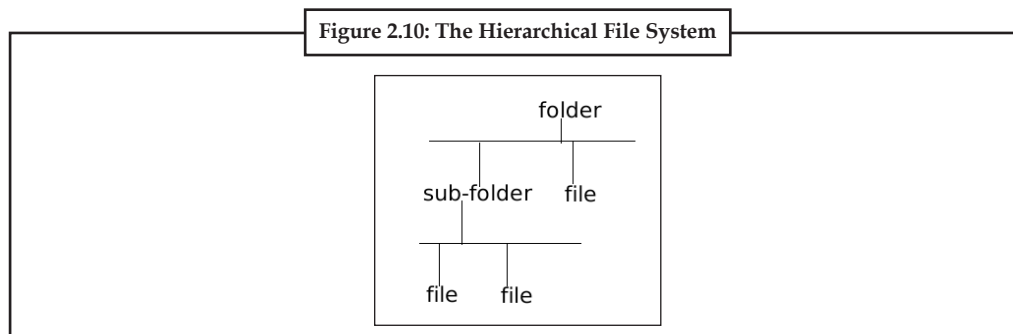 Figure 2.10: The Hierarchical File System
folder
sub-folder file
file file